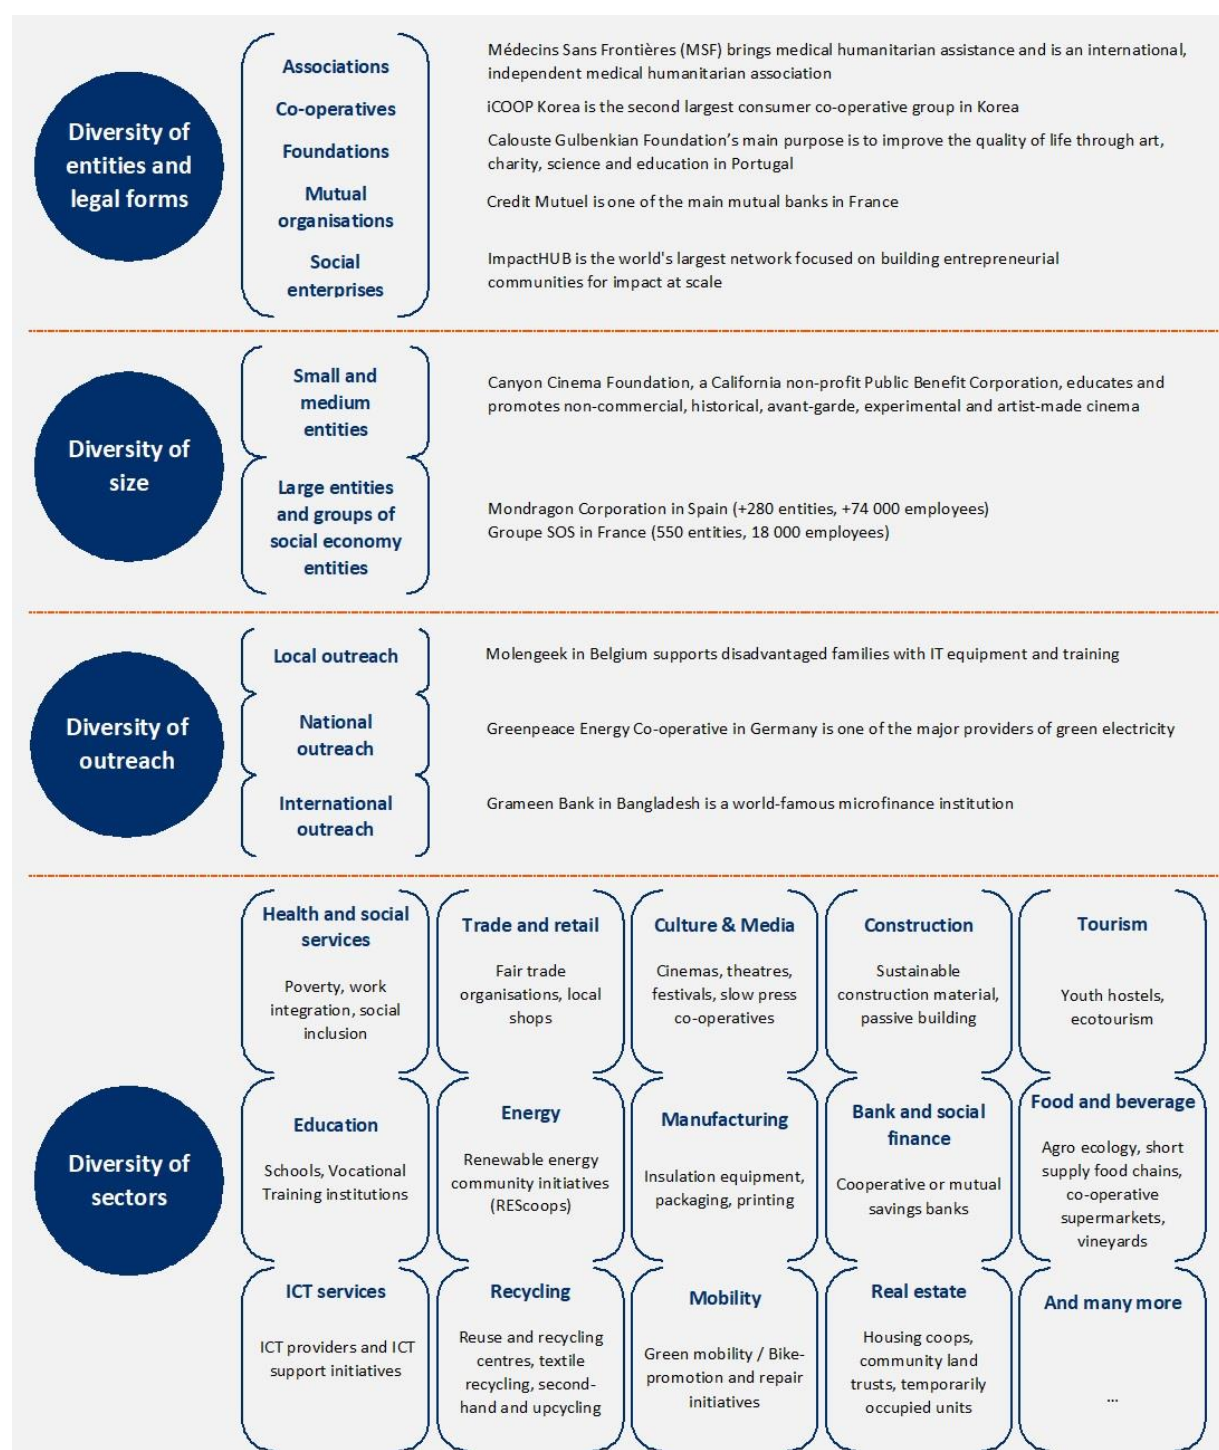 Diversity of
entities and
legal forms
Associations
Médecins Sans Frontières (MSF) brings medical humanitarian assistance and is an international,
independent medical humanitarian association
Co-operatives
iCOOP Korea is the second largest consumer co-operative group in Korea
Foundations
Calouste Gulbenkian Foundation’s main purpose is to improve the quality of life through art,
charity, science and education in Portugal
Mutual
organisations
Credit Mutuel is one of the main mutual banks in France
Social
enterprises
ImpactHUB is the world's largest network focused on building entrepreneurial
communities for impact at scale
Diversity of
size
Small and
medium
entities
Canyon Cinema Foundation, a California non-profit Public Benefit Corporation, educates and
promotes non-commercial, historical, avant-garde, experimental and artist-made cinema
Large entities
and groups of
social economy
entities
Mondragon Corporation in Spain (+280 entities, +74 000 employees)
Groupe SOS in France (550 entities, 18 000 employees)
Diversity of
outreach
Local outreach
Molengeek in Belgium supports disadvantaged families with IT equipment and training
National
outreach
Greenpeace Energy Co-operative in Germany is one of the major providers of green electricity
International
outreach
Grameen Bank in Bangladesh is a world-famous microfinance institution
Diversity of
sectors
Health and social
services
Poverty, work
integration, social
inclusion
Trade and retail
Fair trade
organisations, local
shops
Culture & Media
Cinemas, theatres,
festivals, slow press
co-operatives
Construction
Sustainable
construction material,
passive building
Tourism
Youth hostels,
ecotourism
Education
Schools, Vocational
Training institutions
Energy
Renewable energy
community initiatives
(REScoops)
Manufacturing
Insulation equipment,
packaging, printing
Bank and social
finance
Cooperative or mutual
savings banks
Food and beverage
Agro ecology, short
supply food chains,
co-operative
supermarkets,
vineyards
ICT services
ICT providers and ICT
support initiatives
Recycling
Reuse and recycling
centres, textile
recycling, second-
hand and upcycling
Mobility
Green mobility / Bike-
promotion and repair
initiatives
Real estate
Housing coops,
community land
trusts, temporarily
occupied units
And many more
...